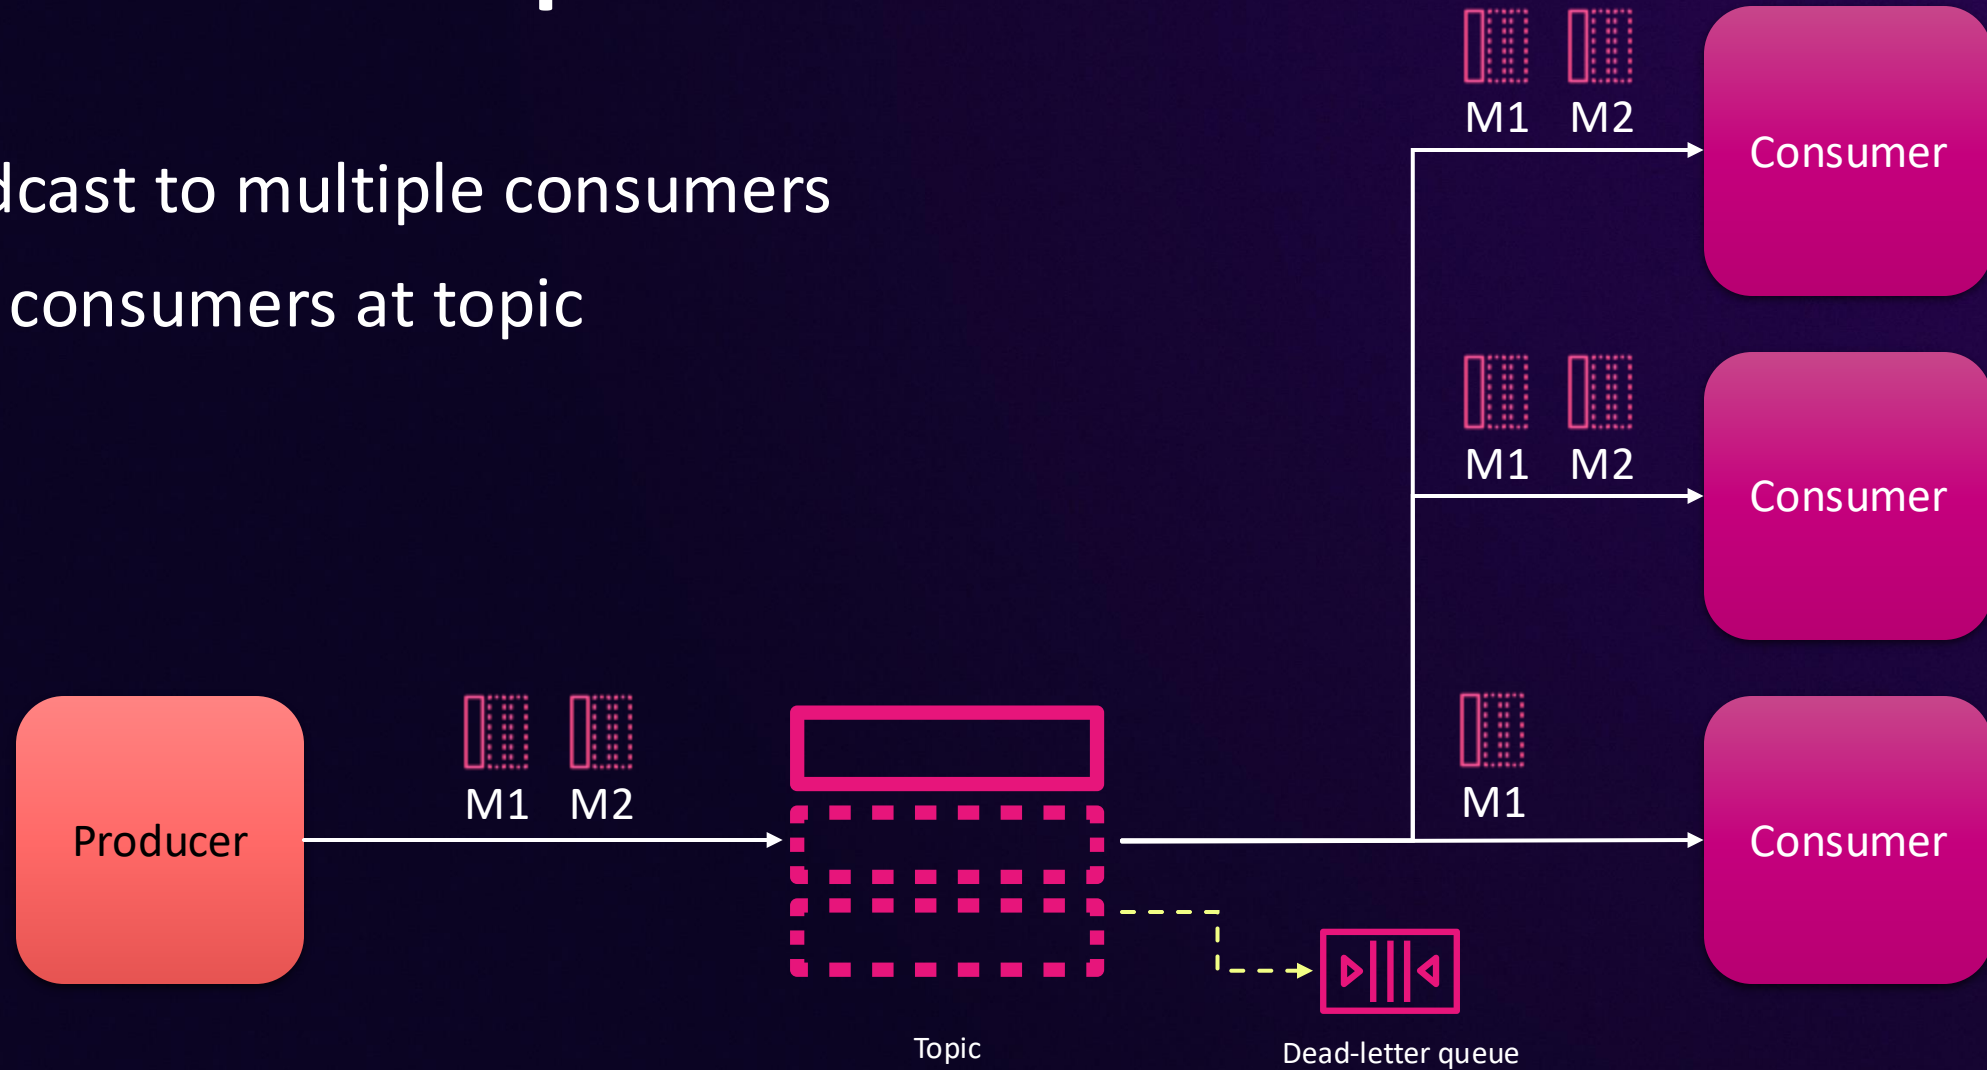 dcast to multiple consumers
consumers at topic
M1 M2
Consumer
M1 M2
Consumer
M1 M2
Producer
M1
Consumer
Topic
Dead-letter queue